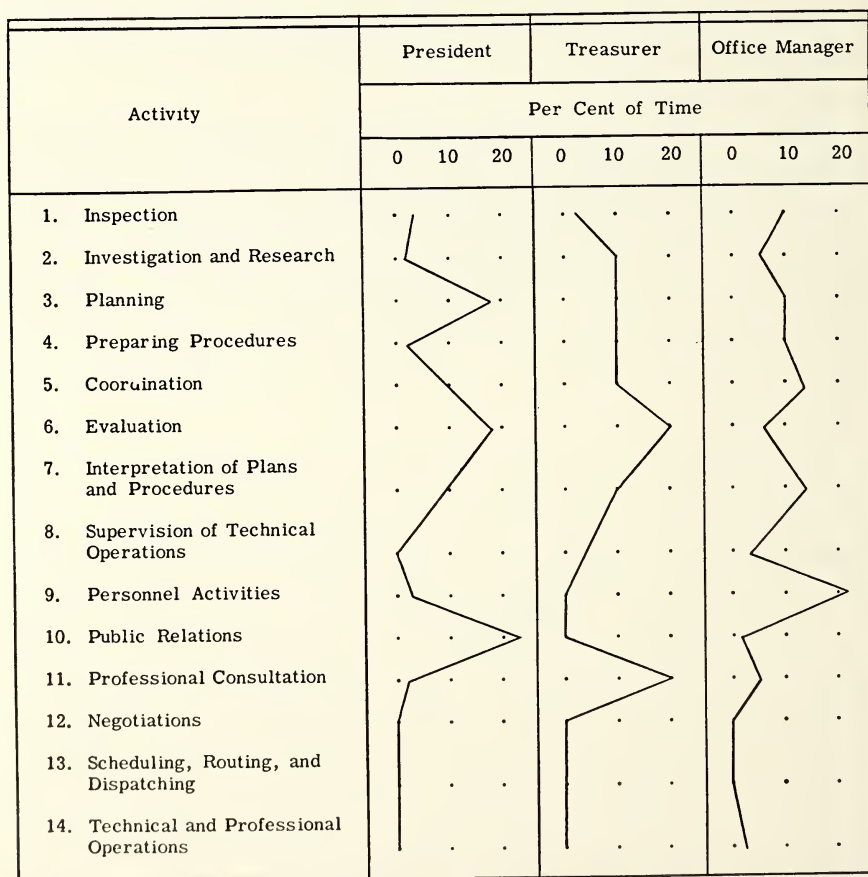 President Treasurer Office Manager
Activity
Per Cent of Time
0 10 20 0 10 20 0 10 20
1. Inspection
2. Investigation and Research
3. Planning
4. Preparing Procedures
5. Coordination
6. Evaluation
7. Interpretation of Plans
and Procedures
8. Supervision of Technical
Operations
9. Personnel Activities
10. Public Relations
11. Professional Consultation
12. Negotiations
13. Scheduling, Routing, and
Dispatching
14. Technical and Professional
Operations